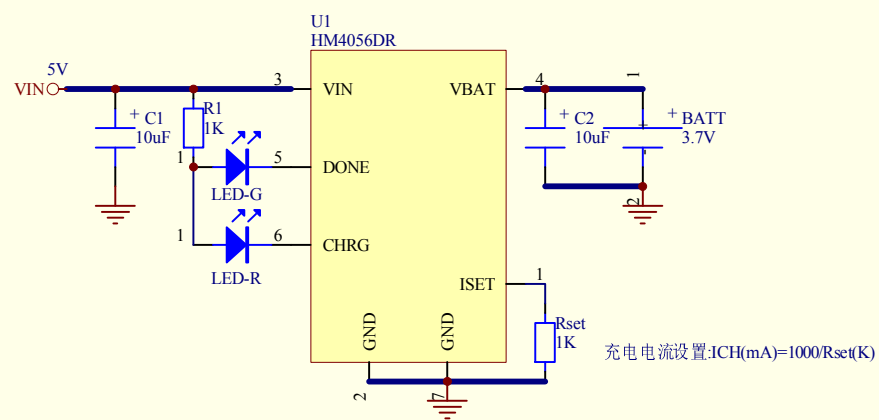 U1
HM4056DR
5V
VIN
3
VIN
VBAT
4
1
+
C1
10uF
R1
1K
+
C2
10uF
+
BATT
3.7V
1
5
DONE
LED-G
1
6
CHRG
LED-R
2
ISET
1
GND
GND
Rset
1K
充电电流设置:ICH(mA)=1000/Rset(K)
2
7